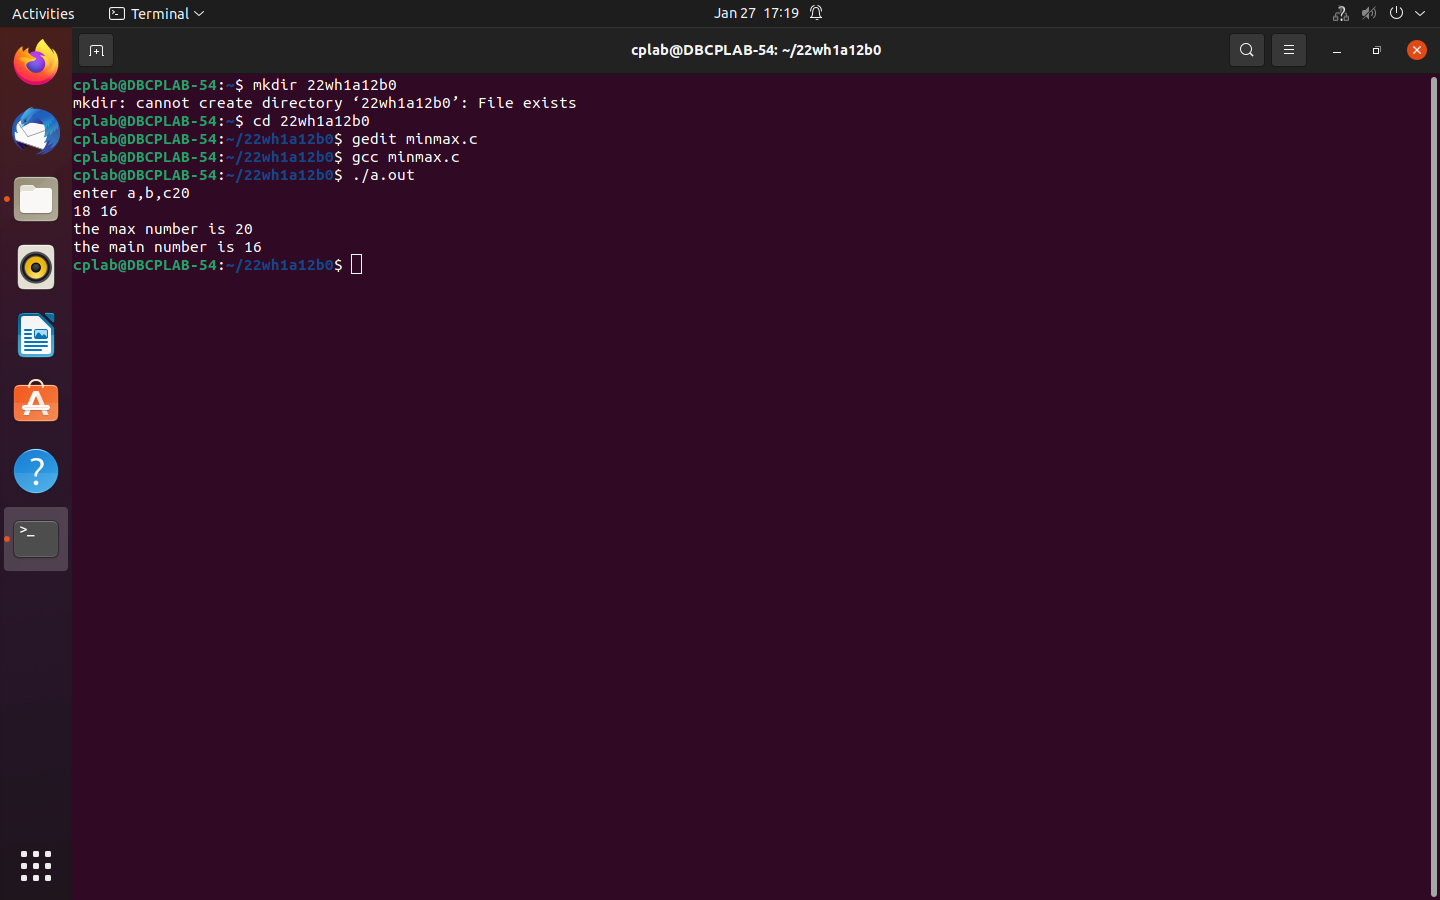 Activities
Terminal
Jan 27 17:19
cplab@DBCPLAB-54: ~/22wh1a12b0
cplab@DBCPLAB-54:~$ mkdir 22wh1a12b0
mkdir: cannot create directory ‘22wh1a12b0’: File exists
cplab@DBCPLAB-54:~$ cd 22wh1a12b0
cplab@DBCPLAB-54:~/22wh1a12b0$ gedit minmax.c
cplab@DBCPLAB-54:~/22wh1a12b0$ gcc minmax.c
cplab@DBCPLAB-54:~/22wh1a12b0$ ./a.out
enter a,b,c20
18 16
the max number is 20
the main number is 16
cplab@DBCPLAB-54:~/22wh1a12b0$